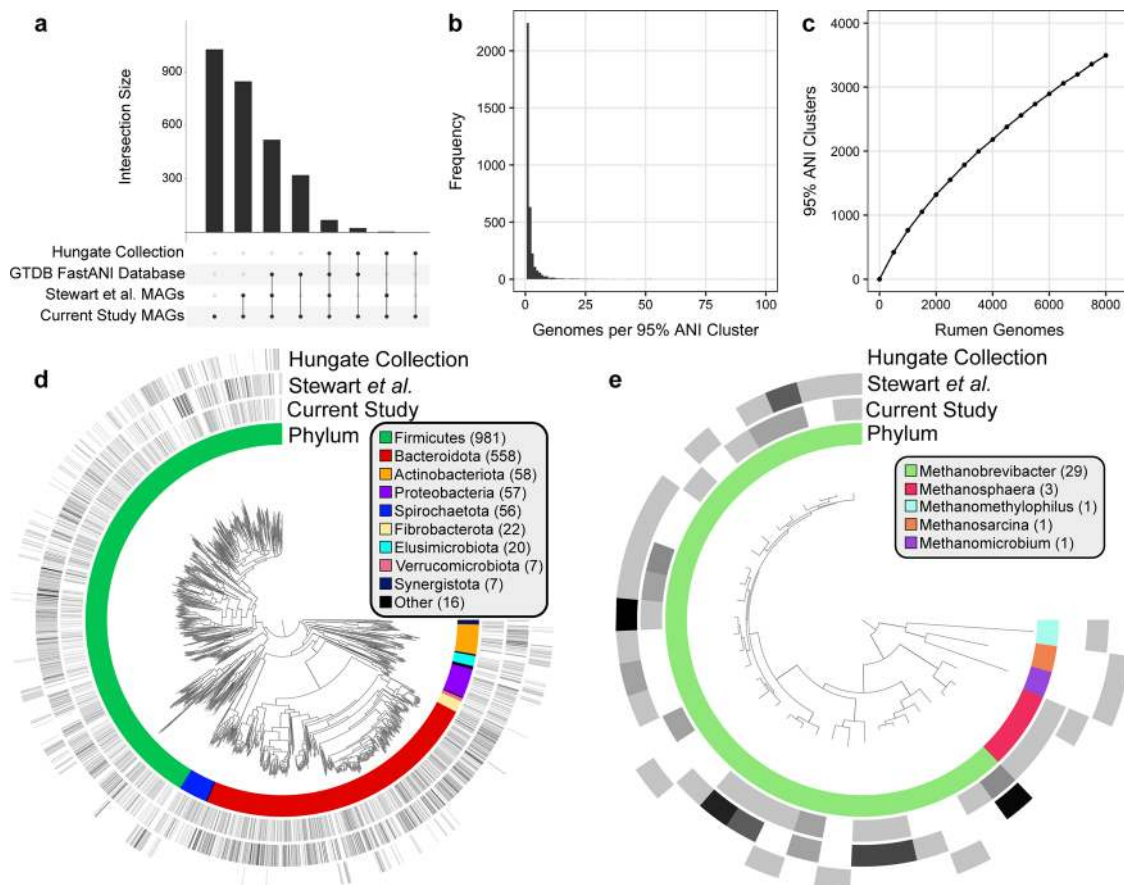 a
Intersection Size
900
600
300
Hungate Collection
GTDB FastANI Database
Stewart et al. MAGs
Current Study MAGs
b
Frequency
2000
1500
1000
500
0
0 25 50 75 100
Genomes per 95% ANI Cluster
c
95% ANI Clusters
4000
3000
2000
1000
0
0 2000 4000 6000 8000
Rumen Genomes
d
Hungate Collection
Stewart et al.
Current Study
Phylum
Firmicutes (981)
Bacteroidota (558)
Actinobacteriota (58)
Proteobacteria (57)
Spirochaetota (56)
Fibrobacterota (22)
Elusimicrobiota (20)
Verrucomicrobiota (7)
Synergistota (7)
Other (16)
e
Hungate Collection
Stewart et al.
Current Study
Phylum
Methanobrevibacter (29)
Methanosphaera (3)
Methanomethylophilus (1)
Methanosarcina (1)
Methanomicrobium (1)